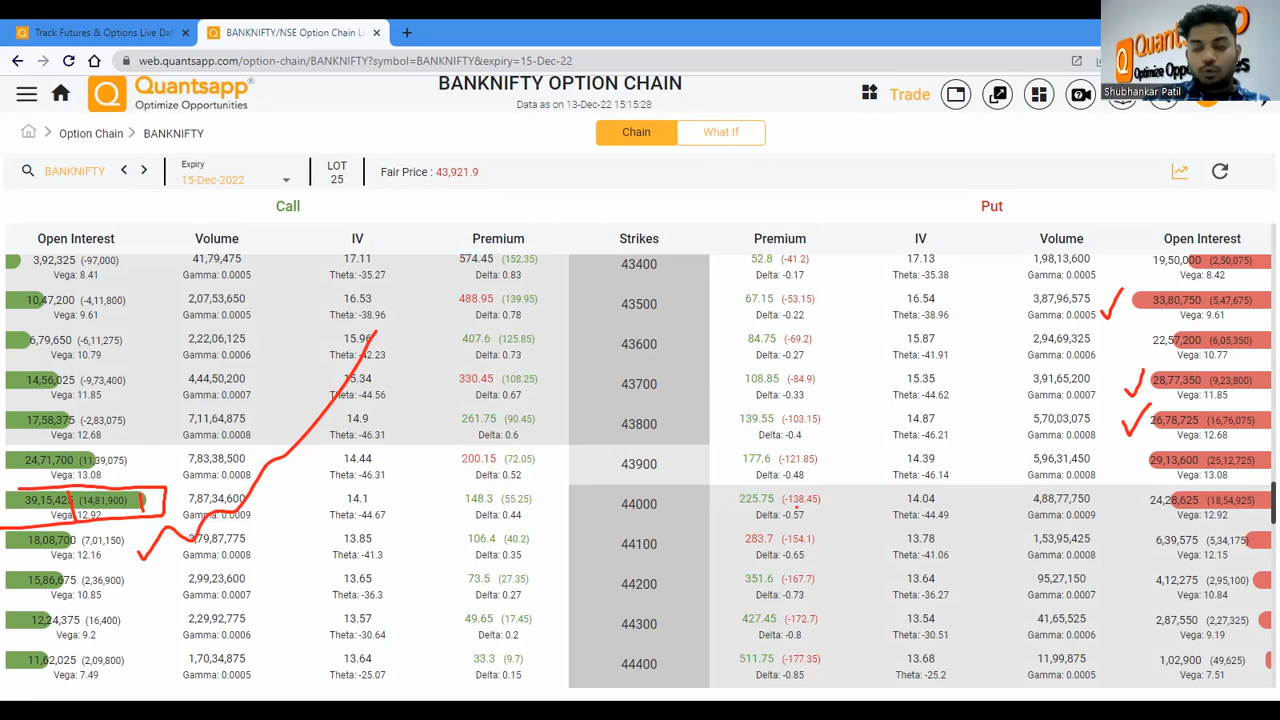 Track Futures & Options Live Dat
BANKNIFTY/NSE Option Chain L
web.quantsapp.com/option-chain/BANKNIFTY?symbol=BANKNIFTY&expiry=15-Dec-22
Quantsapp
Optimize Opportunities
BANKNIFTY OPTION CHAIN
Data as on 13-Dec-22 15:15:28
Trade
Shubhankar Patil
Option Chain BANKNIFTY
Chain What If
BANKNIFTY
Expiry
15-Dec-2022
LOT
25
Fair Price : 43,921.9
Call Put
Open Interest Volume IV Premium Strikes Premium IV Volume Open Interest
3,92,325 (-97,000) 41,79,475 17.11 574.45 (152.35) 43400 52.8 (-41.2) 17.13 1,98,13,600 19,50,000 (2,50,075)
Vega: 8.41 Gamma: 0.0005 Theta: -35.27 Delta: 0.83 Delta: -0.17 Theta: -35.38 Gamma: 0.0005 Vega: 8.42
10,47,200 (-4,11,800) 2,07,53,650 16.53 488.95 (139.95) 43500 67.15 (-53.15) 16.54 3,87,96,575 33,80,750 (5,47,675)
Vega: 9.61 Gamma: 0.0005 Theta: -38.96 Delta: 0.78 Delta: -0.22 Theta: -38.96 Gamma: 0.0005 Vega: 9.61
6,79,650 (-6,11,275) 2,22,06,125 15.96 407.6 (125.85) 43600 84.75 (-69.2) 15.87 2,94,69,325 22,57,200 (6,05,350)
Vega: 10.79 Gamma: 0.0006 Theta: -42.23 Delta: 0.73 Delta: -0.27 Theta: -41.91 Gamma: 0.0006 Vega: 10.77
14,56,025 (-9,73,400) 4,44,50,200 15.34 330.45 (108.25) 43700 108.85 (-84.9) 15.35 3,91,65,200 28,77,350 (9,23,800)
Vega: 11.85 Gamma: 0.0007 Theta: -44.56 Delta: 0.67 Delta: -0.33 Theta: -44.62 Gamma: 0.0007 Vega: 11.85
17,58,375 (-2,83,075) 7,11,64,875 14.9 261.75 (90.45) 43800 139.55 (-103.15) 14.87 5,70,03,075 26,78,725 (16,76,075)
Vega: 12.68 Gamma: 0.0008 Theta: -46.31 Delta: 0.6 Delta: -0.4 Theta: -46.21 Gamma: 0.0008 Vega: 12.68
24,71,700 (11,39,075) 7,83,38,500 14.44 200.15 (72.05) 43900 177.6 (-121.85) 14.39 5,96,31,450 29,13,600 (25,12,725)
Vega: 13.08 Gamma: 0.0008 Theta: -46.31 Delta: 0.52 Delta: -0.48 Theta: -46.14 Gamma: 0.0008 Vega: 13.08
39,15,425 (14,81,900) 7,87,34,600 14.1 148.3 (55.25) 44000 225.75 (-138.45) 14.04 4,88,77,750 24,28,625 (18,54,925)
Vega: 12.92 Gamma: 0.0009 Theta: -44.67 Delta: 0.44 Delta: -0.57 Theta: -44.49 Gamma: 0.0008 Vega: 12.92
18,08,700 (7,01,150) 3,79,87,775 13.85 106.4 (40.2) 44100 283.7 (-154.1) 13.78 1,53,95,425 6,39,575 (5,34,175)
Vega: 12.16 Gamma: 0.0008 Theta: -41.3 Delta: 0.35 Delta: -0.65 Theta: -41.06 Gamma: 0.0008 Vega: 12.15
15,86,675 (2,36,900) 2,99,23,600 13.65 73.5 (27.35) 44200 351.6 (-167.7) 13.64 95,27,150 4,12,275 (2,95,100)
Vega: 10.85 Gamma: 0.0007 Theta: -36.3 Delta: 0.27 Delta: -0.73 Theta: -36.27 Gamma: 0.0008 Vega: 10.84
12,24,375 (16,400) 2,29,92,775 13.57 49.65 (17.45) 44300 427.45 (-172.7) 13.54 41,65,525 2,87,550 (2,27,325)
Vega: 9.2 Gamma: 0.0006 Theta: -30.64 Delta: 0.2 Delta: -0.8 Theta: -30.51 Gamma: 0.0006 Vega: 9.19
11,62,025 (2,09,800) 1,70,34,875 13.64 33.3 (9.7) 44400 511.75 (-177.35) 13.68 11,99,875 1,02,900 (49,625)
Vega: 7.49 Gamma: 0.0005 Theta: -25.07 Delta: 0.15 Delta: -0.85 Theta: -25.2 Gamma: 0.0005 Vega: 7.51